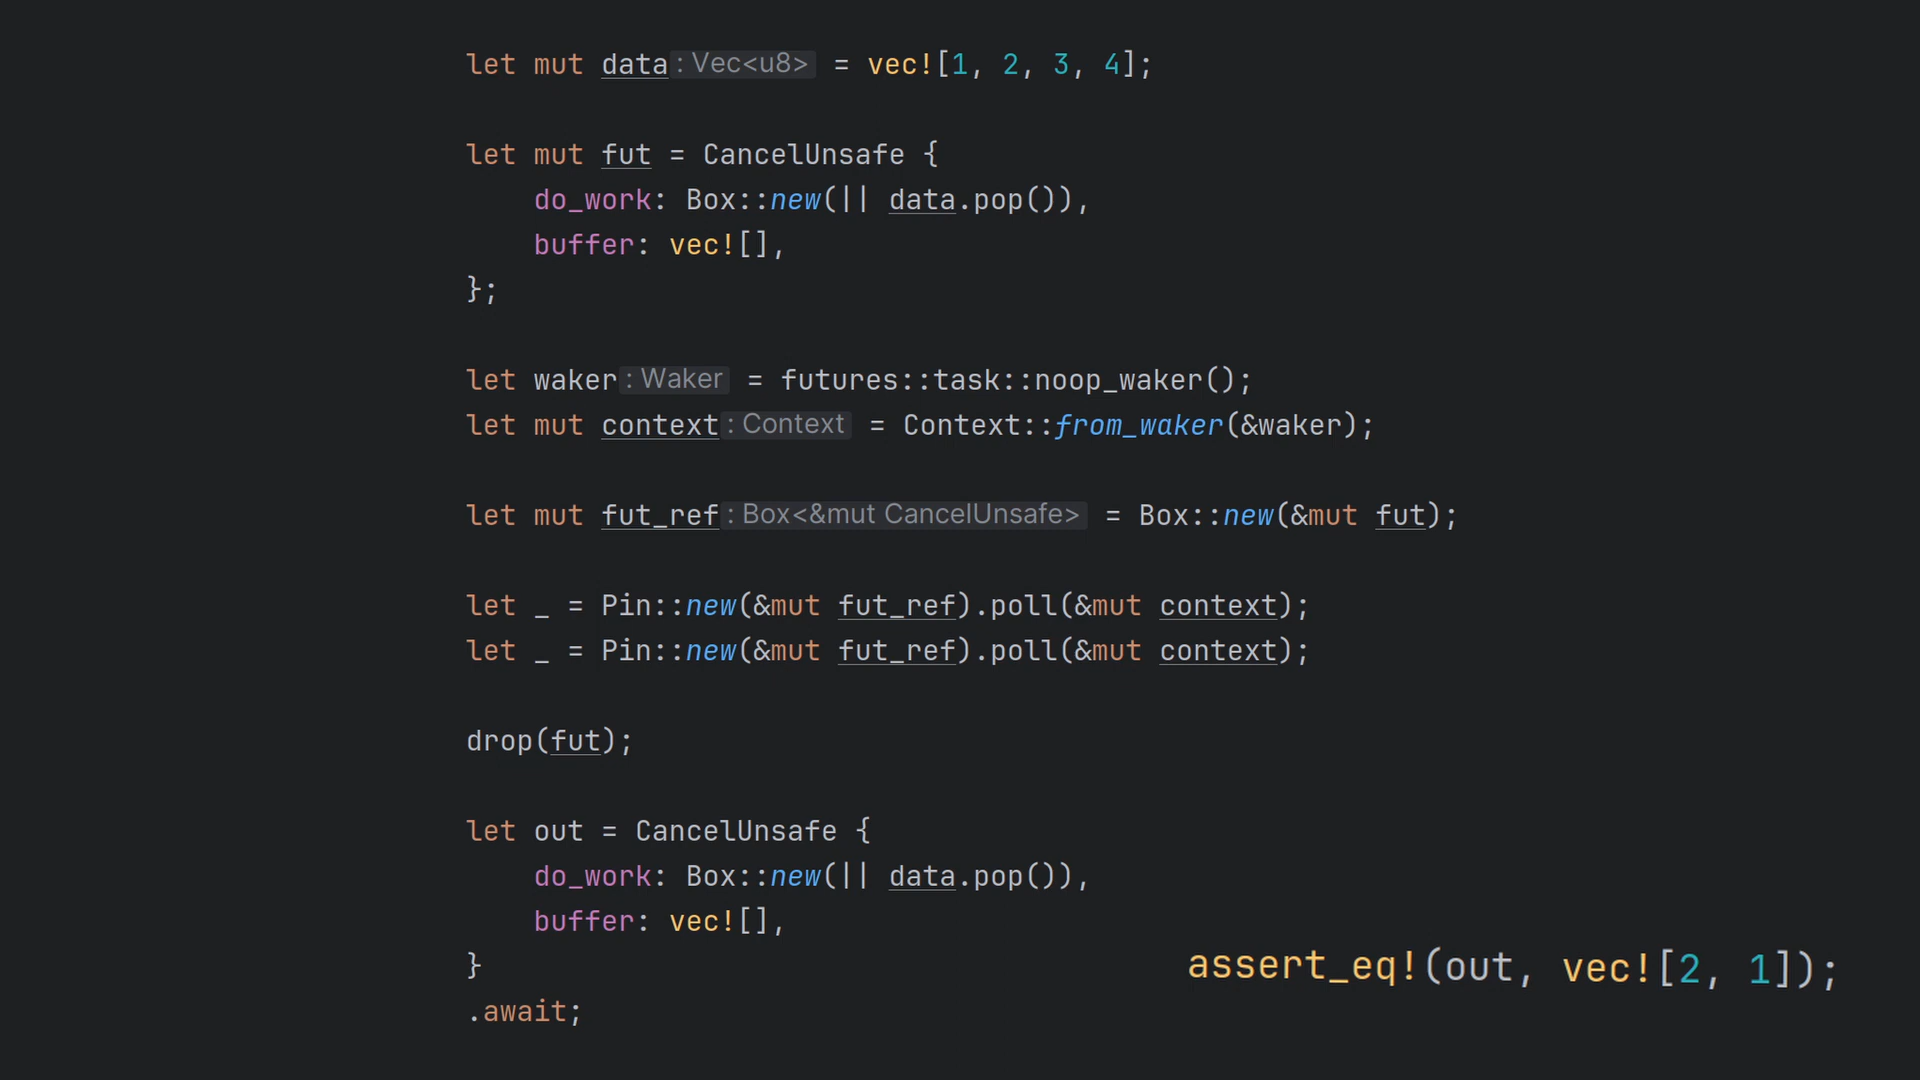 let mut data: Vec<u8> = vec![1, 2, 3, 4];
let mut fut = CancelUnsafe {
do_work: Box::new(|| data.pop()),
buffer: vec![],
};
let waker: Waker = futures::task::noop_waker();
let mut context: Context = Context::from_waker(&waker);
let mut fut_ref: Box<&mut CancelUnsafe> = Box::new(&mut fut);
let _ = Pin::new(&mut fut_ref).poll(&mut context);
let _ = Pin::new(&mut fut_ref).poll(&mut context);
drop(fut);
let out = CancelUnsafe {
do_work: Box::new(|| data.pop()),
buffer: vec![],
}
.await;
assert_eq!(out, vec![2, 1]);